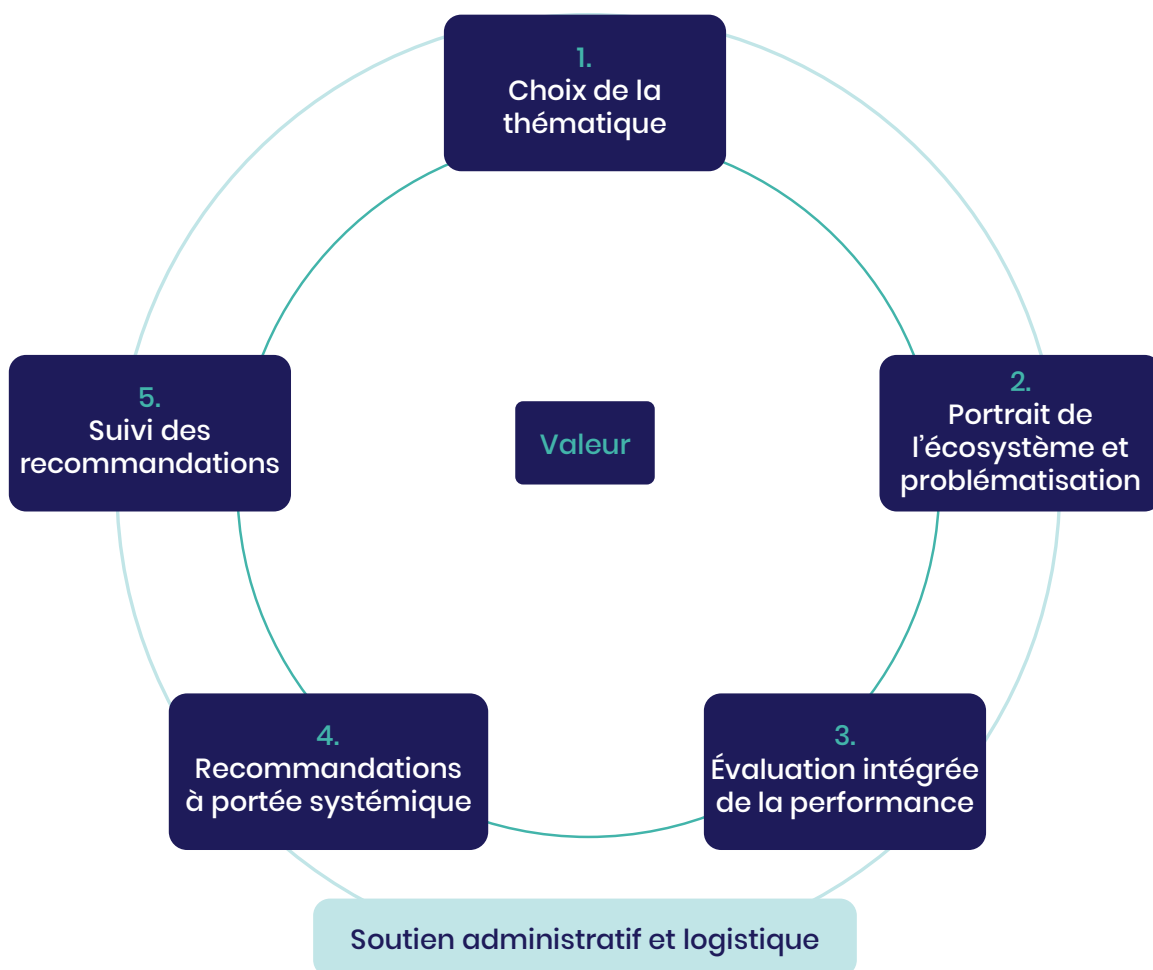 1.
Choix de la
thématique
2.
Portrait de
l’écosystème et
problématisation
3.
Évaluation intégrée
de la performance
4.
Recommandations
à portée systémique
5.
Suivi des
recommandations
Valeur
Soutien administratif et logistique